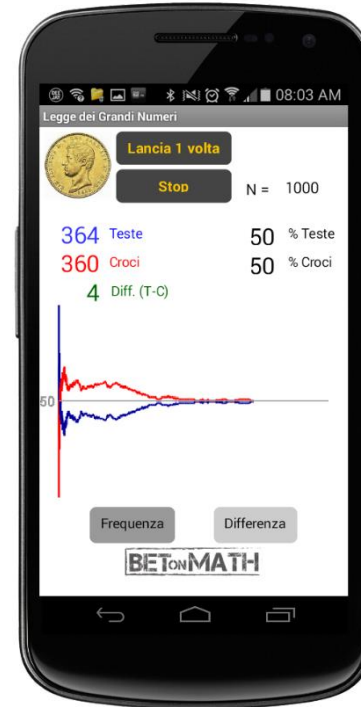 08:03 AM
Legge dei Grandi Numeri
Lancia 1 volta
Stop
N = 1000
364 Teste
50 % Teste
360 Croci
50 % Croci
4 Diff. (T-C)
50
Frequenza
Differenza
BETONMATH